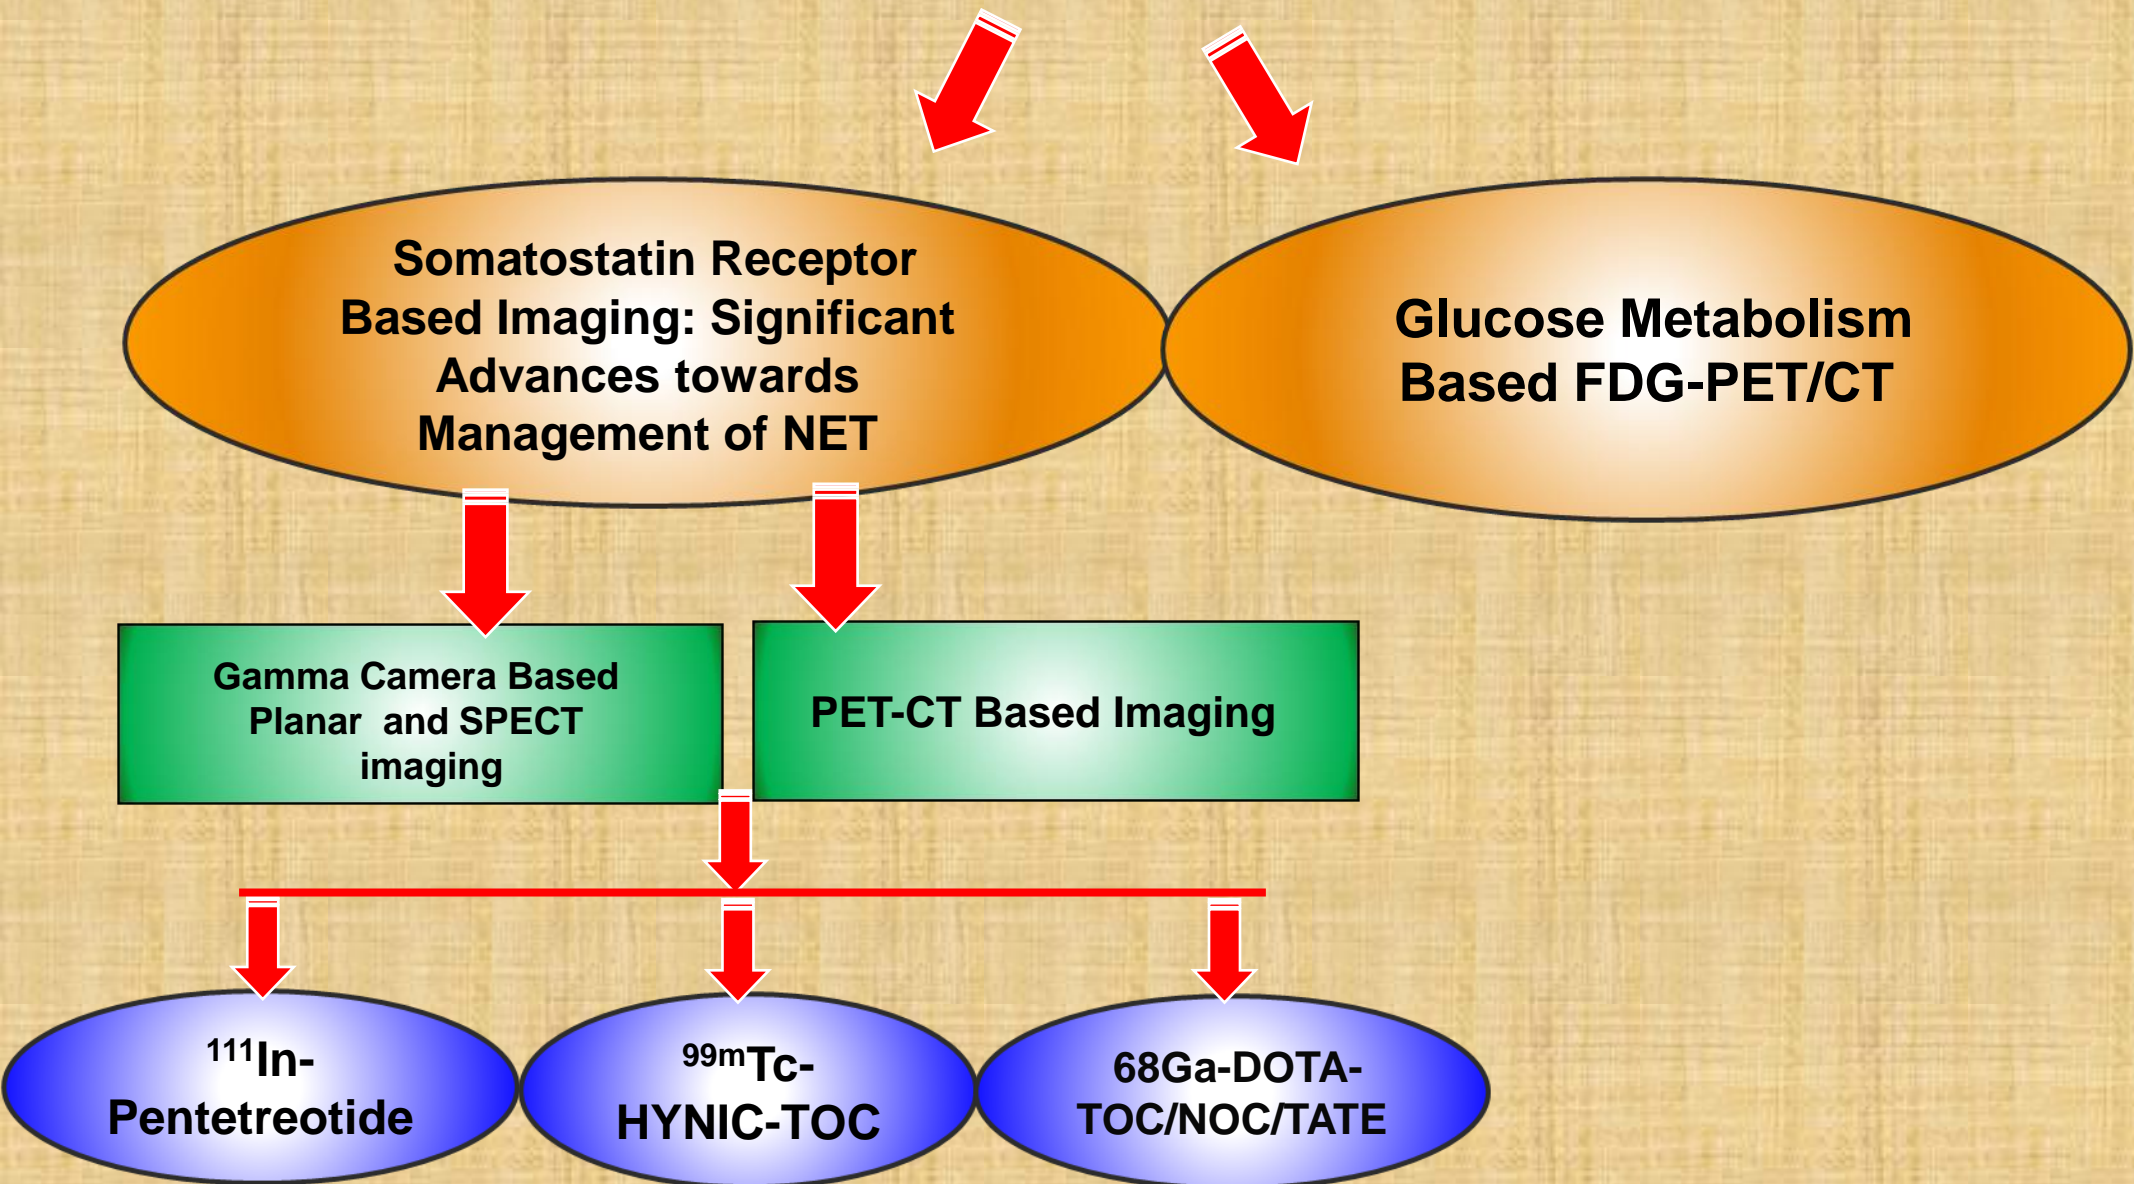 Somatostatin Receptor
Based Imaging: Significant
Advances towards
Management of NET
Glucose Metabolism
Based FDG-PET/CT
Gamma Camera Based
Planar and SPECT
imaging
PET-CT Based Imaging
¹¹¹In-
Pentetreotide
⁹⁹ᵐTc-
HYNIC-TOC
68Ga-DOTA-
TOC/NOC/TATE